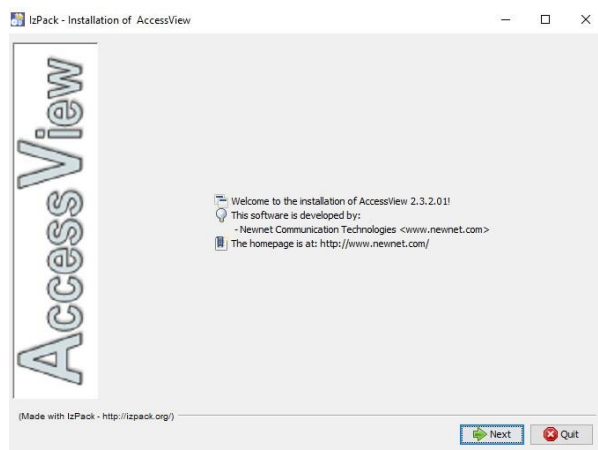 IzPack - Installation of AccessView
Access View
Welcome to the installation of AccessView 2.3.2.01!
This software is developed by:
- Newnet Communication Technologies <www.newnet.com>
The homepage is at: http://www.newnet.com/
(Made with IzPack - http://izpack.org/)
Next
Quit